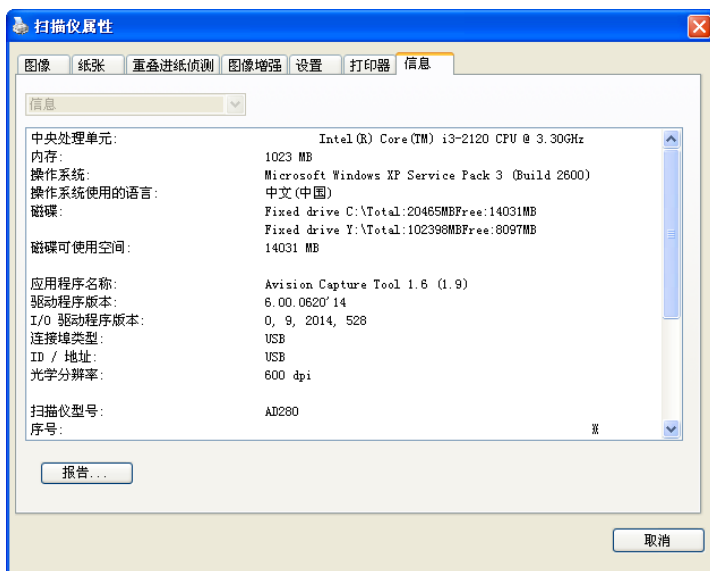 扫描仪属性
图像 纸张 重叠进纸侦测 图像增强 设置 打印器 信息
信息
中央处理单元: Intel(R) Core(TM) i3-2120 CPU @ 3.30GHz
内存: 1023 MB
操作系统: Microsoft Windows XP Service Pack 3 (Build 2600)
操作系统使用的语言: 中文(中国)
磁碟: Fixed drive C:\Total:20465MBFree:14031MB
Fixed drive Y:\Total:102398MBFree:8097MB
磁碟可使用空间: 14031 MB
应用程序名称: Avision Capture Tool 1.6 (1.9)
驱动程序版本: 6.00.0620'14
I/O 驱动程序版本: 0, 9, 2014, 528
连接埠类型: USB
ID / 地址: USB
光学分辨率: 600 dpi
扫描仪型号: AD280
序号:
报告...
取消